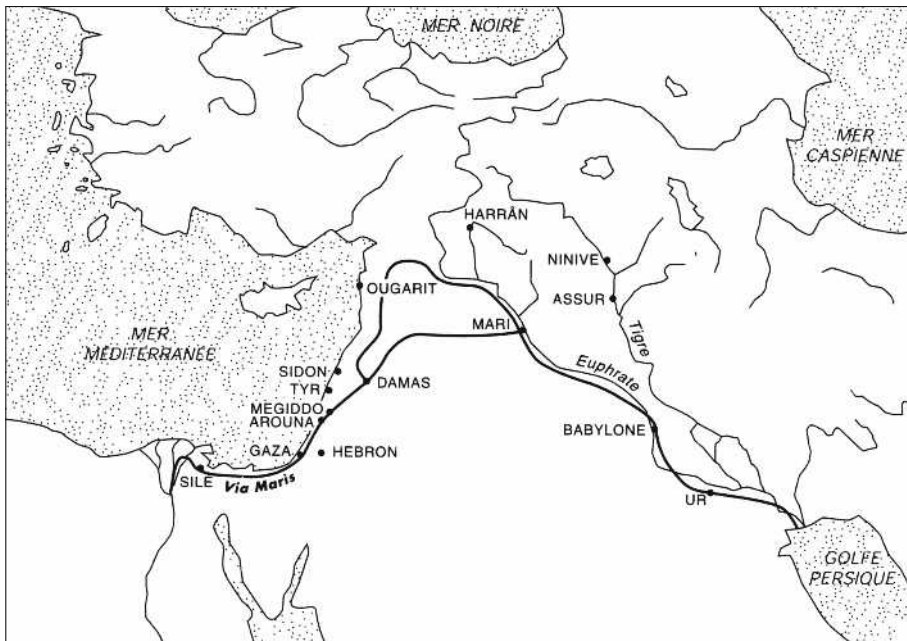 MER NOIRE
MER
CASPIENNE
HARRÂN
NINIVE
OUGARIT
ASSUR
MARI
MER
MÉDITERRANÉE
Tigre
SIDON
Euphrate
TYR
DAMAS
MEGIDDO
AROUNA
BABYLONE
GAZA
HEBRON
SILE
Via Maris
UR
GOLFE
PERSIQUE